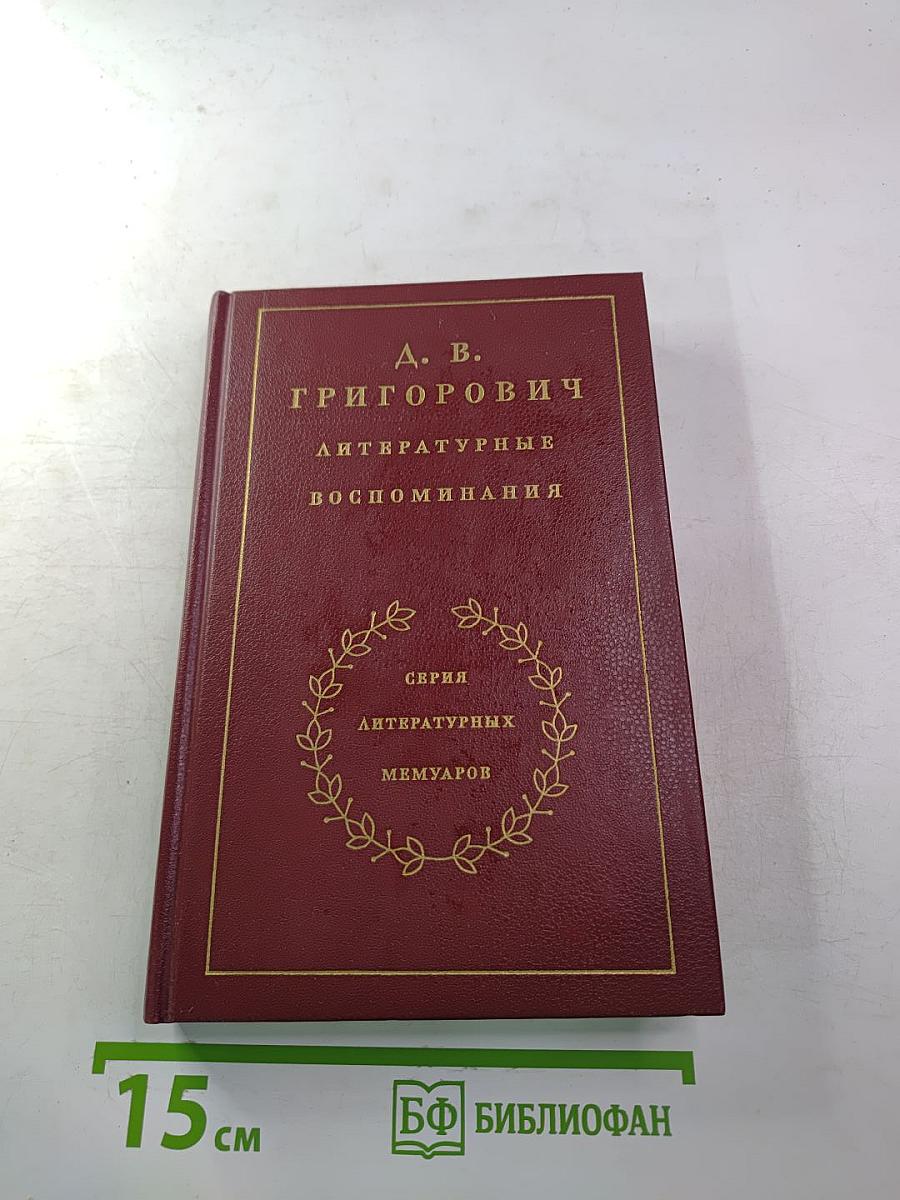 Д. В.
ГРИГОРОВИЧ
ЛИТЕРАТУРНЫЕ
ВОСПОМИНАНИЯ
СЕРИЯ
ЛИТЕРАТУРНЫХ
МЕМУАРОВ
15 см
БФ БИБЛИОФАН